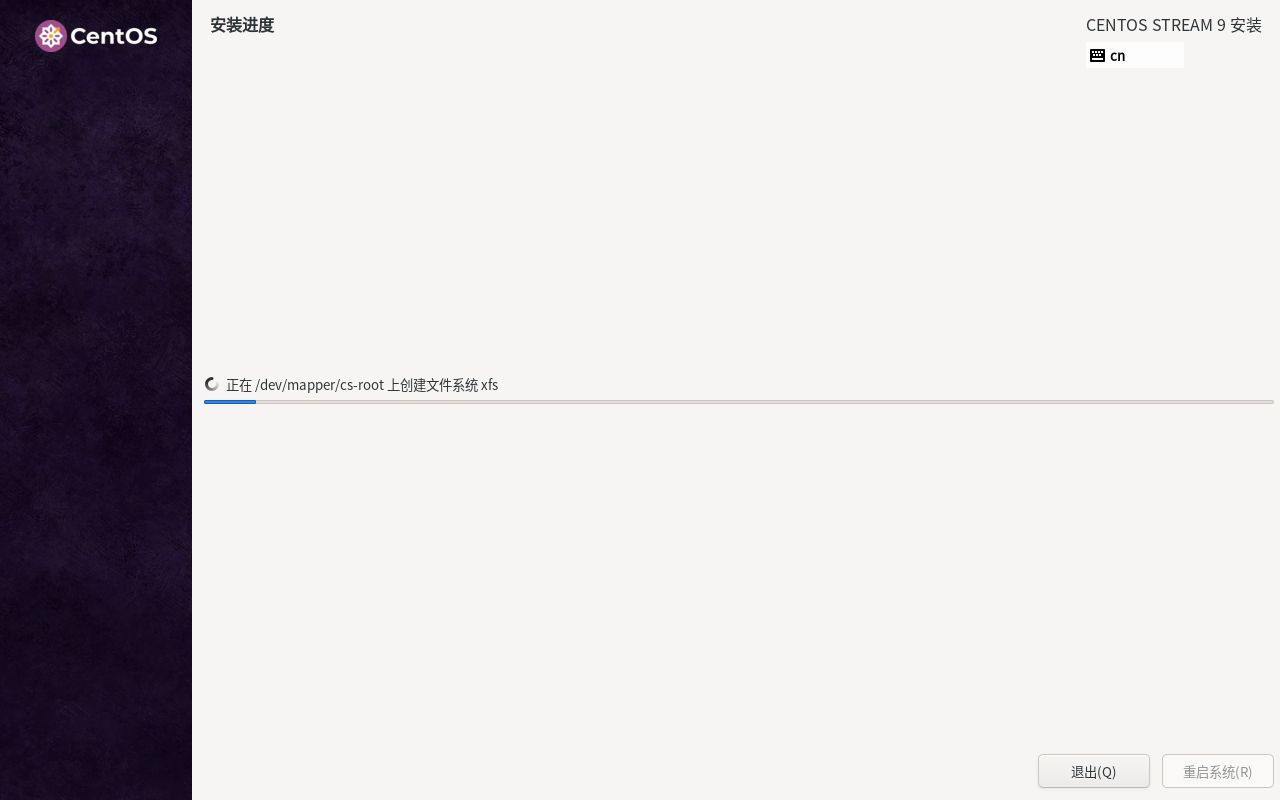 CentOS
安装进度
CENTOS STREAM 9 安装
cn
正在 /dev/mapper/cs-root 上创建文件系统 xfs
退出(Q)
重启系统(R)